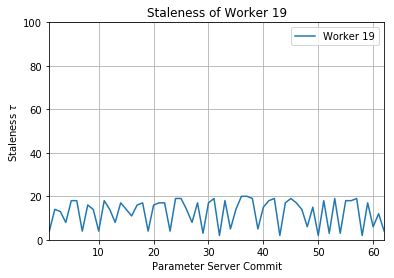 Staleness of Worker 19
Worker 19
100
80
60
40
20
0
Staleness τ
10 20 30 40 50 60
Parameter Server Commit